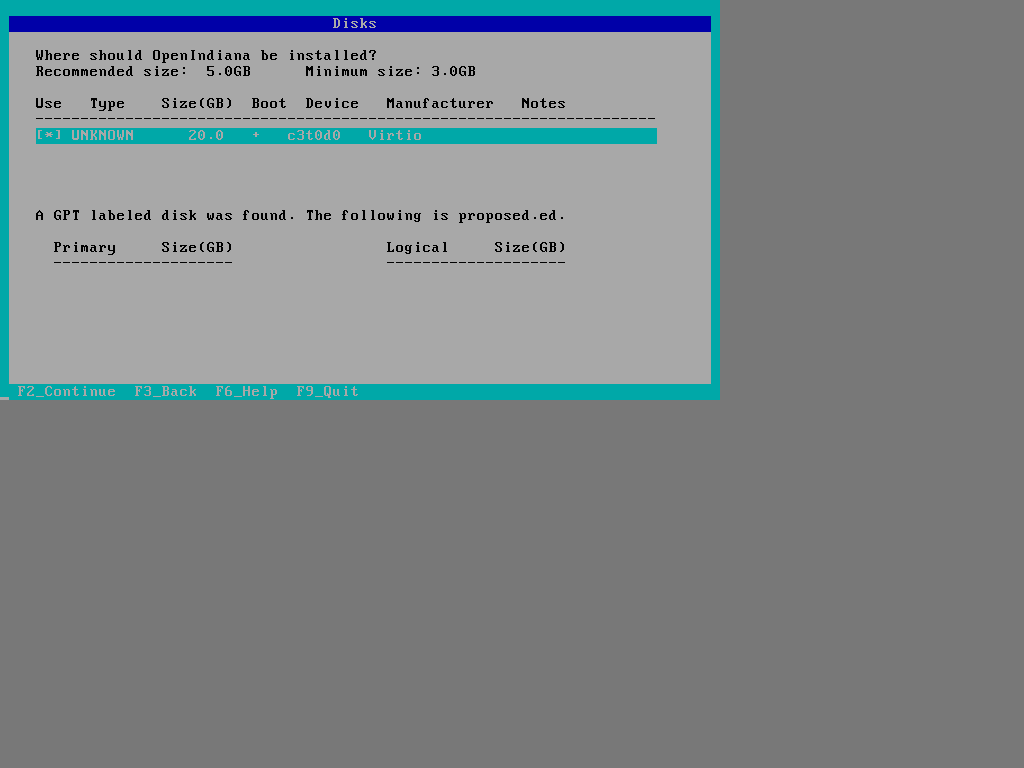 Disks
Where should OpenIndiana be installed?
Recommended size:  5.0GB      Minimum size: 3.0GB
Use   Type    Size(GB)  Boot  Device   Manufacturer   Notes
---------------------------------------------------------------------
[*] UNKNOWN      20.0   +   c3t0d0   Virtio
A GPT labeled disk was found. The following is proposed.ed.
Primary     Size(GB)                 Logical     Size(GB)
--------------------                 --------------------
F2_Continue  F3_Back  F6_Help  F9_Quit